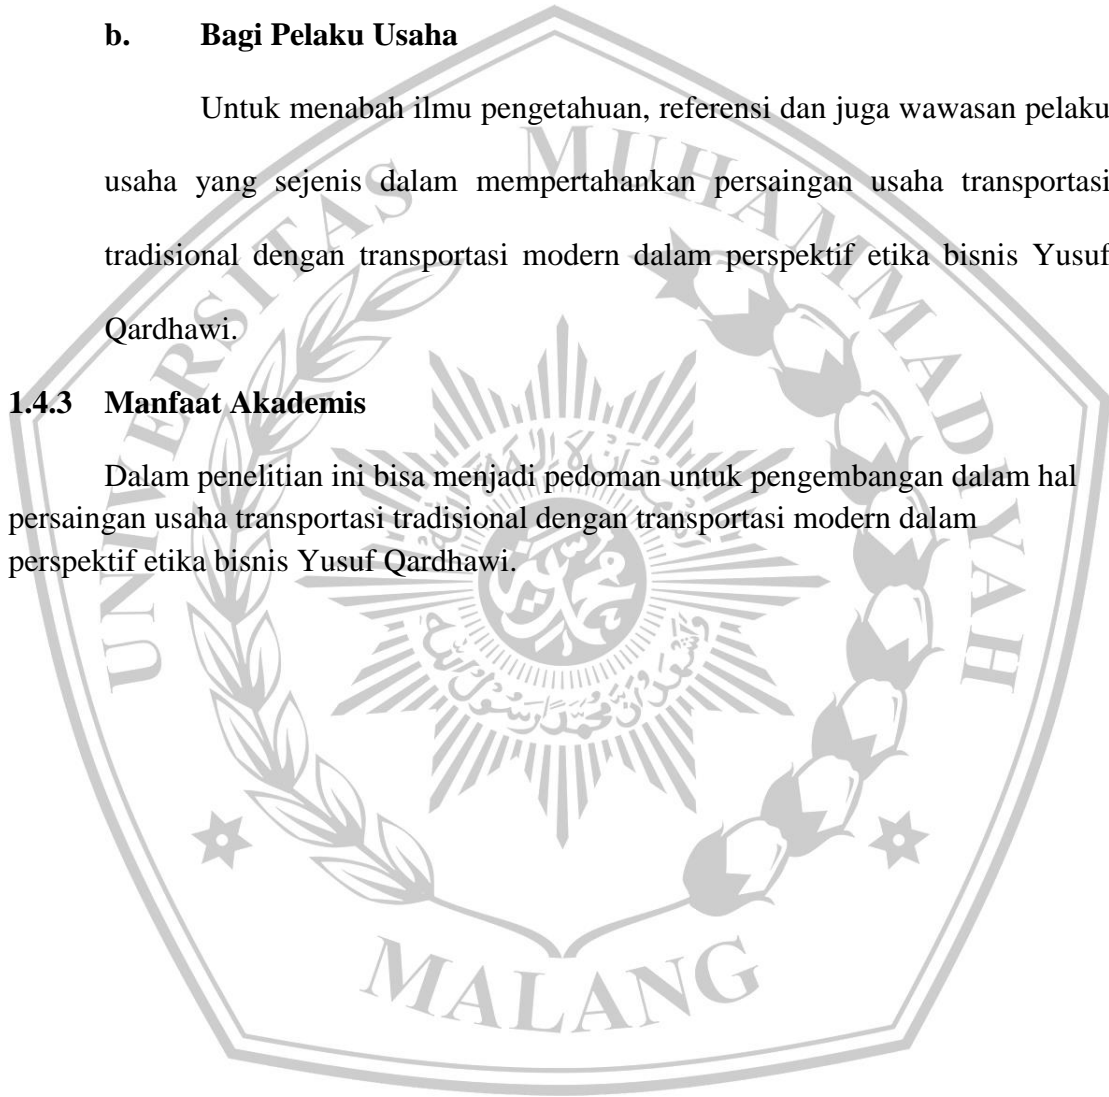 b. Bagi Pelaku Usaha
Untuk menabah ilmu pengetahuan, referensi dan juga wawasan pelaku
usaha yang sejenis dalam mempertahankan persaingan usaha transportasi
tradisional dengan transportasi modern dalam perspektif etika bisnis Yusuf
Qardhawi.
1.4.3 Manfaat Akademis
Dalam penelitian ini bisa menjadi pedoman untuk pengembangan dalam hal
persaingan usaha transportasi tradisional dengan transportasi modern dalam
perspektif etika bisnis Yusuf Qardhawi.
UNIVERSITAS MUHAMMADIYAH
MALANG